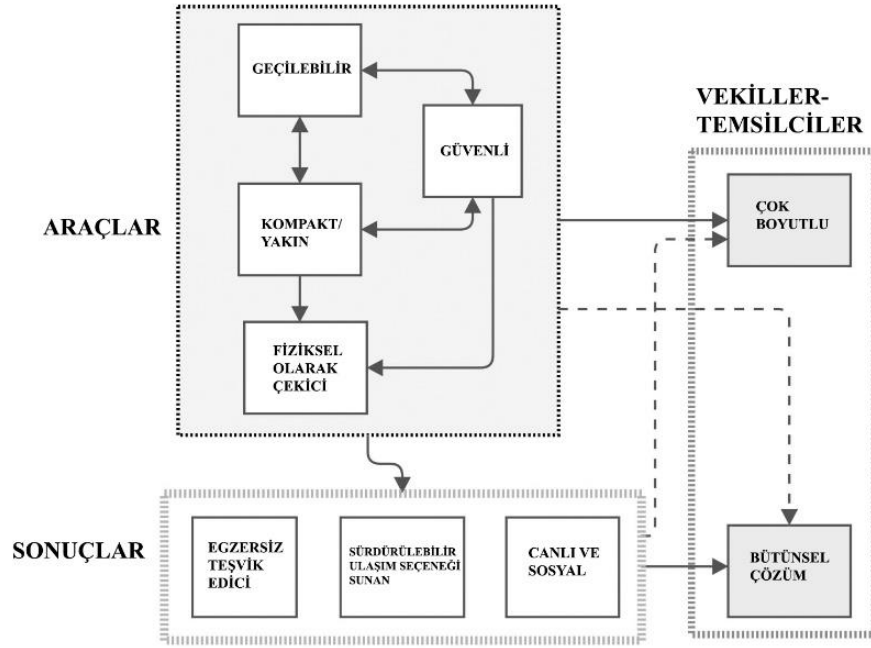 GEÇİLEBİLİR
GÜVENLİ
VEKİLLER-
TEMSİLCİLER
ARAÇLAR
KOMPAKT/
YAKIN
ÇOK
BOYUTLU
FİZİKSEL
OLARAK
ÇEKİCİ
SONUÇLAR
EGZERSİZ
TEŞVİK
EDİCİ
SÜRDÜRÜLEBİLİR
ULAŞIM SEÇENEĞİ
SUNAN
CANLI VE
SOSYAL
BÜTÜNSEL
ÇÖZÜM